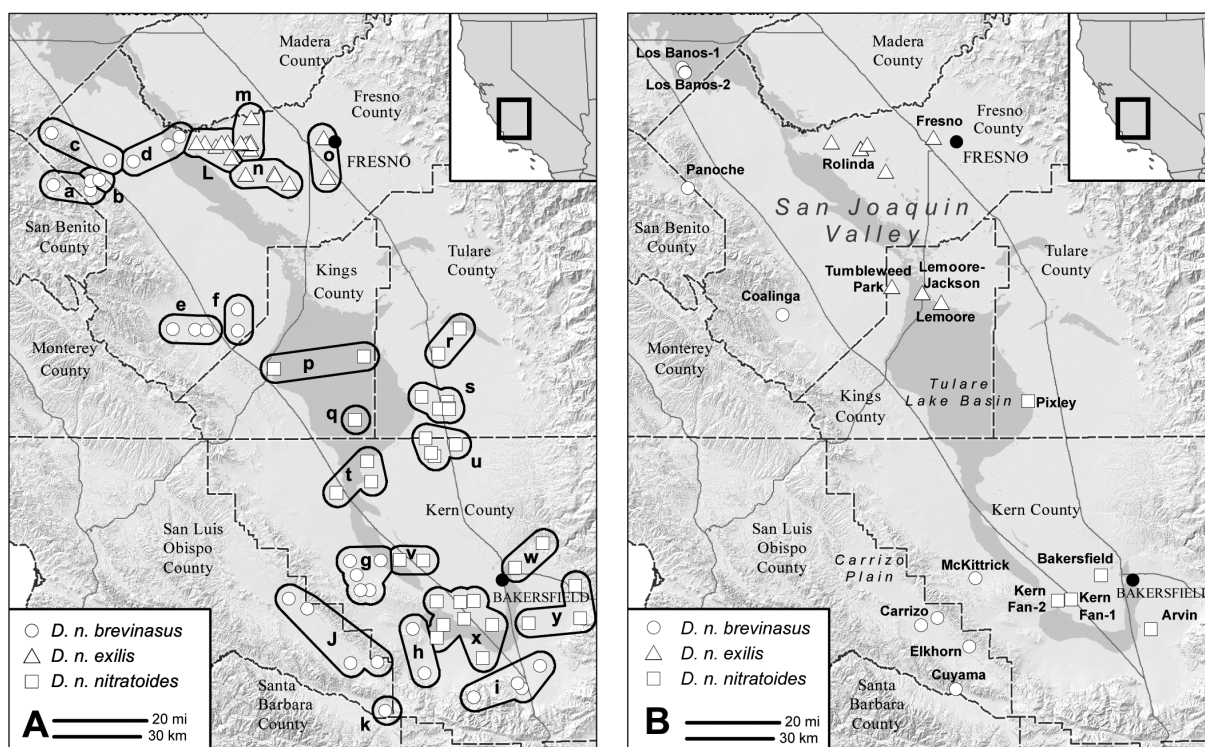 Madera
County
Fresno
County
FRESNO
m
c
d
L
n
o
a
b
San Benito
County
Tulare
County
Kings
County
e
f
Monterey
County
r
p
s
q
u
t
Kern County
San Luis
Obispo
County
g
v
w
BAKERSFIELD
J
h
x
y
i
k
Santa
Barbara
County
D. n. brevinasus
D. n. exilis
D. n. nitratoides
A
20 mi
30 km
Los Banos-1
Los Banos-2
Madera
County
Fresno
County
Fresno
FRESNO
Rolinda
Panoche
San Joaquin
Valley
San Benito
County
Tulare
County
Tumbleweed
Park
Lemoore-
Jackson
Lemoore
Coalinga
Monterey
County
Kings
County
Tulare
Lake Basin
Pixley
Kern County
San Luis
Obispo
County
Carrizo
Plain
McKittrick
Bakersfield
BAKERSFIELD
Kern
Fan-2
Kern
Fan-1
Arvin
Carrizo
Elkhorn
Cuyama
Santa
Barbara
County
D. n. brevinasus
D. n. exilis
D. n. nitratoides
B
20 mi
30 km